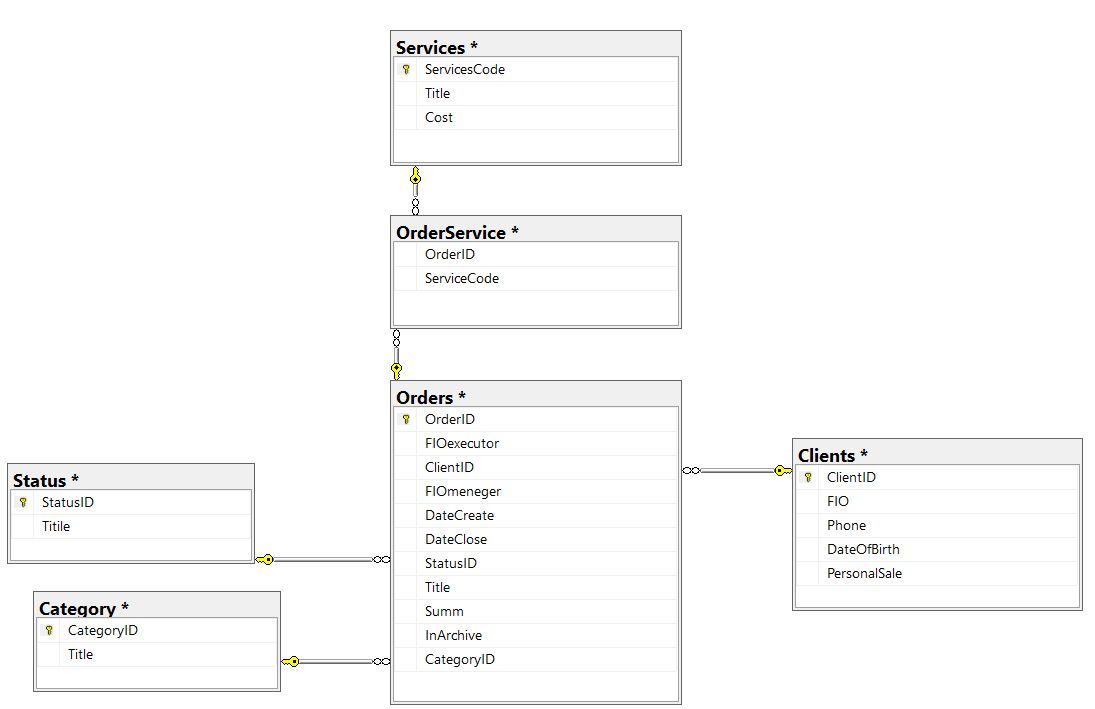 Services *
ServicesCode
Title
Cost
OrderService *
OrderID
ServiceCode
Orders *
OrderID
FIOexecutor
ClientID
FIOmeneger
DateCreate
DateClose
StatusID
Title
Summ
InArchive
CategoryID
Status *
StatusID
Titile
Category *
CategoryID
Title
Clients *
ClientID
FIO
Phone
DateOfBirth
PersonalSale